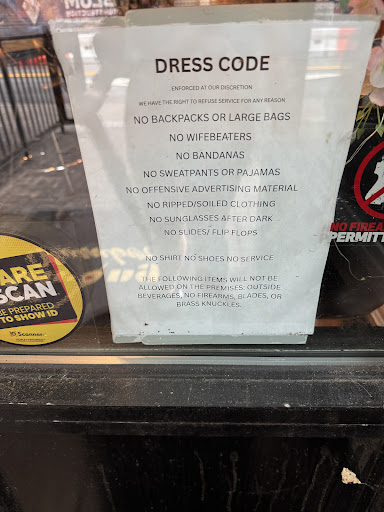 DRESS CODE
ENFORCED AT OUR DISCRETION
WE HAVE THE RIGHT TO REFUSE SERVICE FOR ANY REASON
NO BACKPACKS OR LARGE BAGS
NO WIFEBEATERS
NO BANDANAS
NO SWEATPANTS OR PAJAMAS
NO OFFENSIVE ADVERTISING MATERIAL
NO RIPPED/SOILED CLOTHING
NO SUNGLASSES AFTER DARK
NO SLIDES/ FLIP FLOPS
NO SHIRT NO SHOES NO SERVICE
THE FOLLOWING ITEMS WILL NOT BE
ALLOWED ON THE PREMISES: OUTSIDE
BEVERAGES, NO FIREARMS, BLADES, OR
BRASS KNUCKLES.
ARE
SCAN
PREPARED
TO SHOW ID
Scanner
NO FIREA
PERMITT